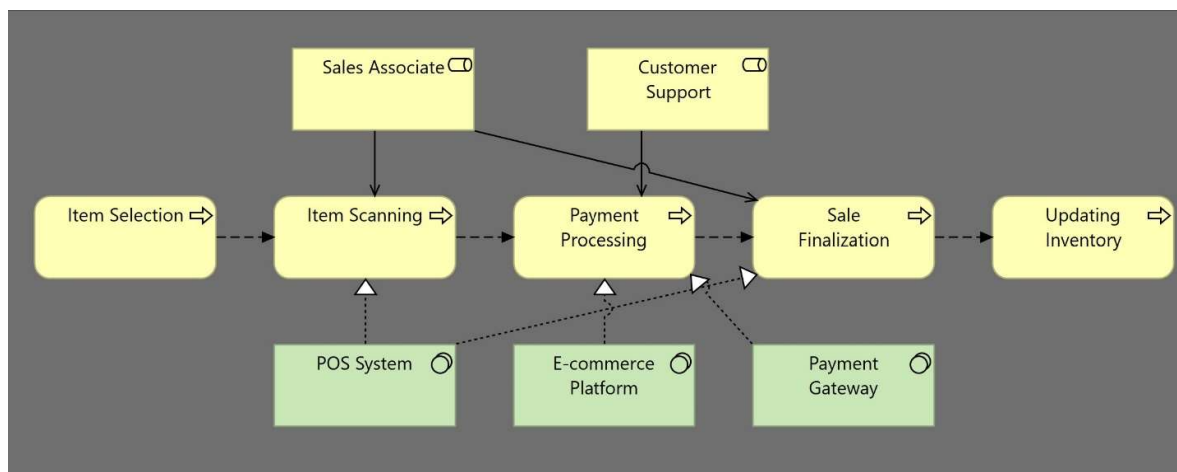 Sales Associate
Customer
Support
Item Selection
Item Scanning
Payment
Processing
Sale
Finalization
Updating
Inventory
POS System
E-commerce
Platform
Payment
Gateway